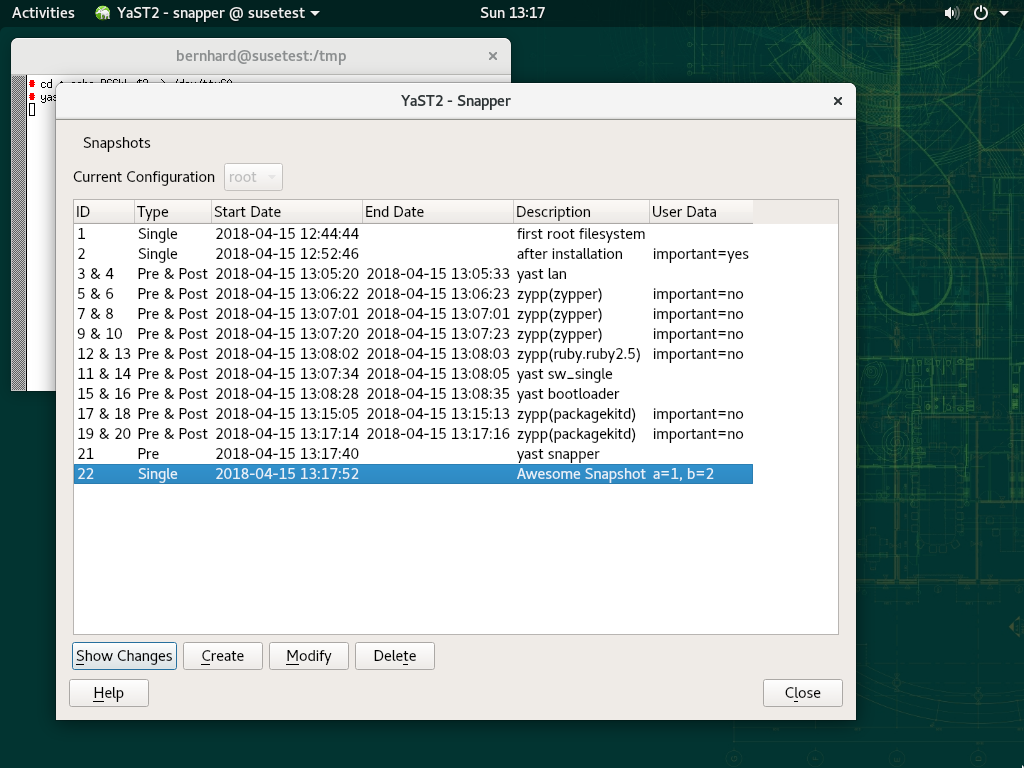 Activities YaST2 - snapper @ susetest Sun 13:17
bernhard@susetest:/tmp
cd
yas
YaST2 - Snapper
Snapshots
Current Configuration root
ID Type Start Date End Date Description User Data
1 Single 2018-04-15 12:44:44 first root filesystem
2 Single 2018-04-15 12:52:46 after installation important=yes
3 & 4 Pre & Post 2018-04-15 13:05:20 2018-04-15 13:05:33 yast lan
5 & 6 Pre & Post 2018-04-15 13:06:22 2018-04-15 13:06:23 zypp(zypper) important=no
7 & 8 Pre & Post 2018-04-15 13:07:01 2018-04-15 13:07:01 zypp(zypper) important=no
9 & 10 Pre & Post 2018-04-15 13:07:20 2018-04-15 13:07:23 zypp(zypper) important=no
12 & 13 Pre & Post 2018-04-15 13:08:02 2018-04-15 13:08:03 zypp(ruby.ruby2.5) important=no
11 & 14 Pre & Post 2018-04-15 13:07:34 2018-04-15 13:08:05 yast sw_single
15 & 16 Pre & Post 2018-04-15 13:08:28 2018-04-15 13:08:35 yast bootloader
17 & 18 Pre & Post 2018-04-15 13:15:05 2018-04-15 13:15:13 zypp(packagekitd) important=no
19 & 20 Pre & Post 2018-04-15 13:17:14 2018-04-15 13:17:16 zypp(packagekitd) important=no
21 Pre 2018-04-15 13:17:40 yast snapper
22 Single 2018-04-15 13:17:52 Awesome Snapshot a=1, b=2
Show Changes Create Modify Delete
Help Close